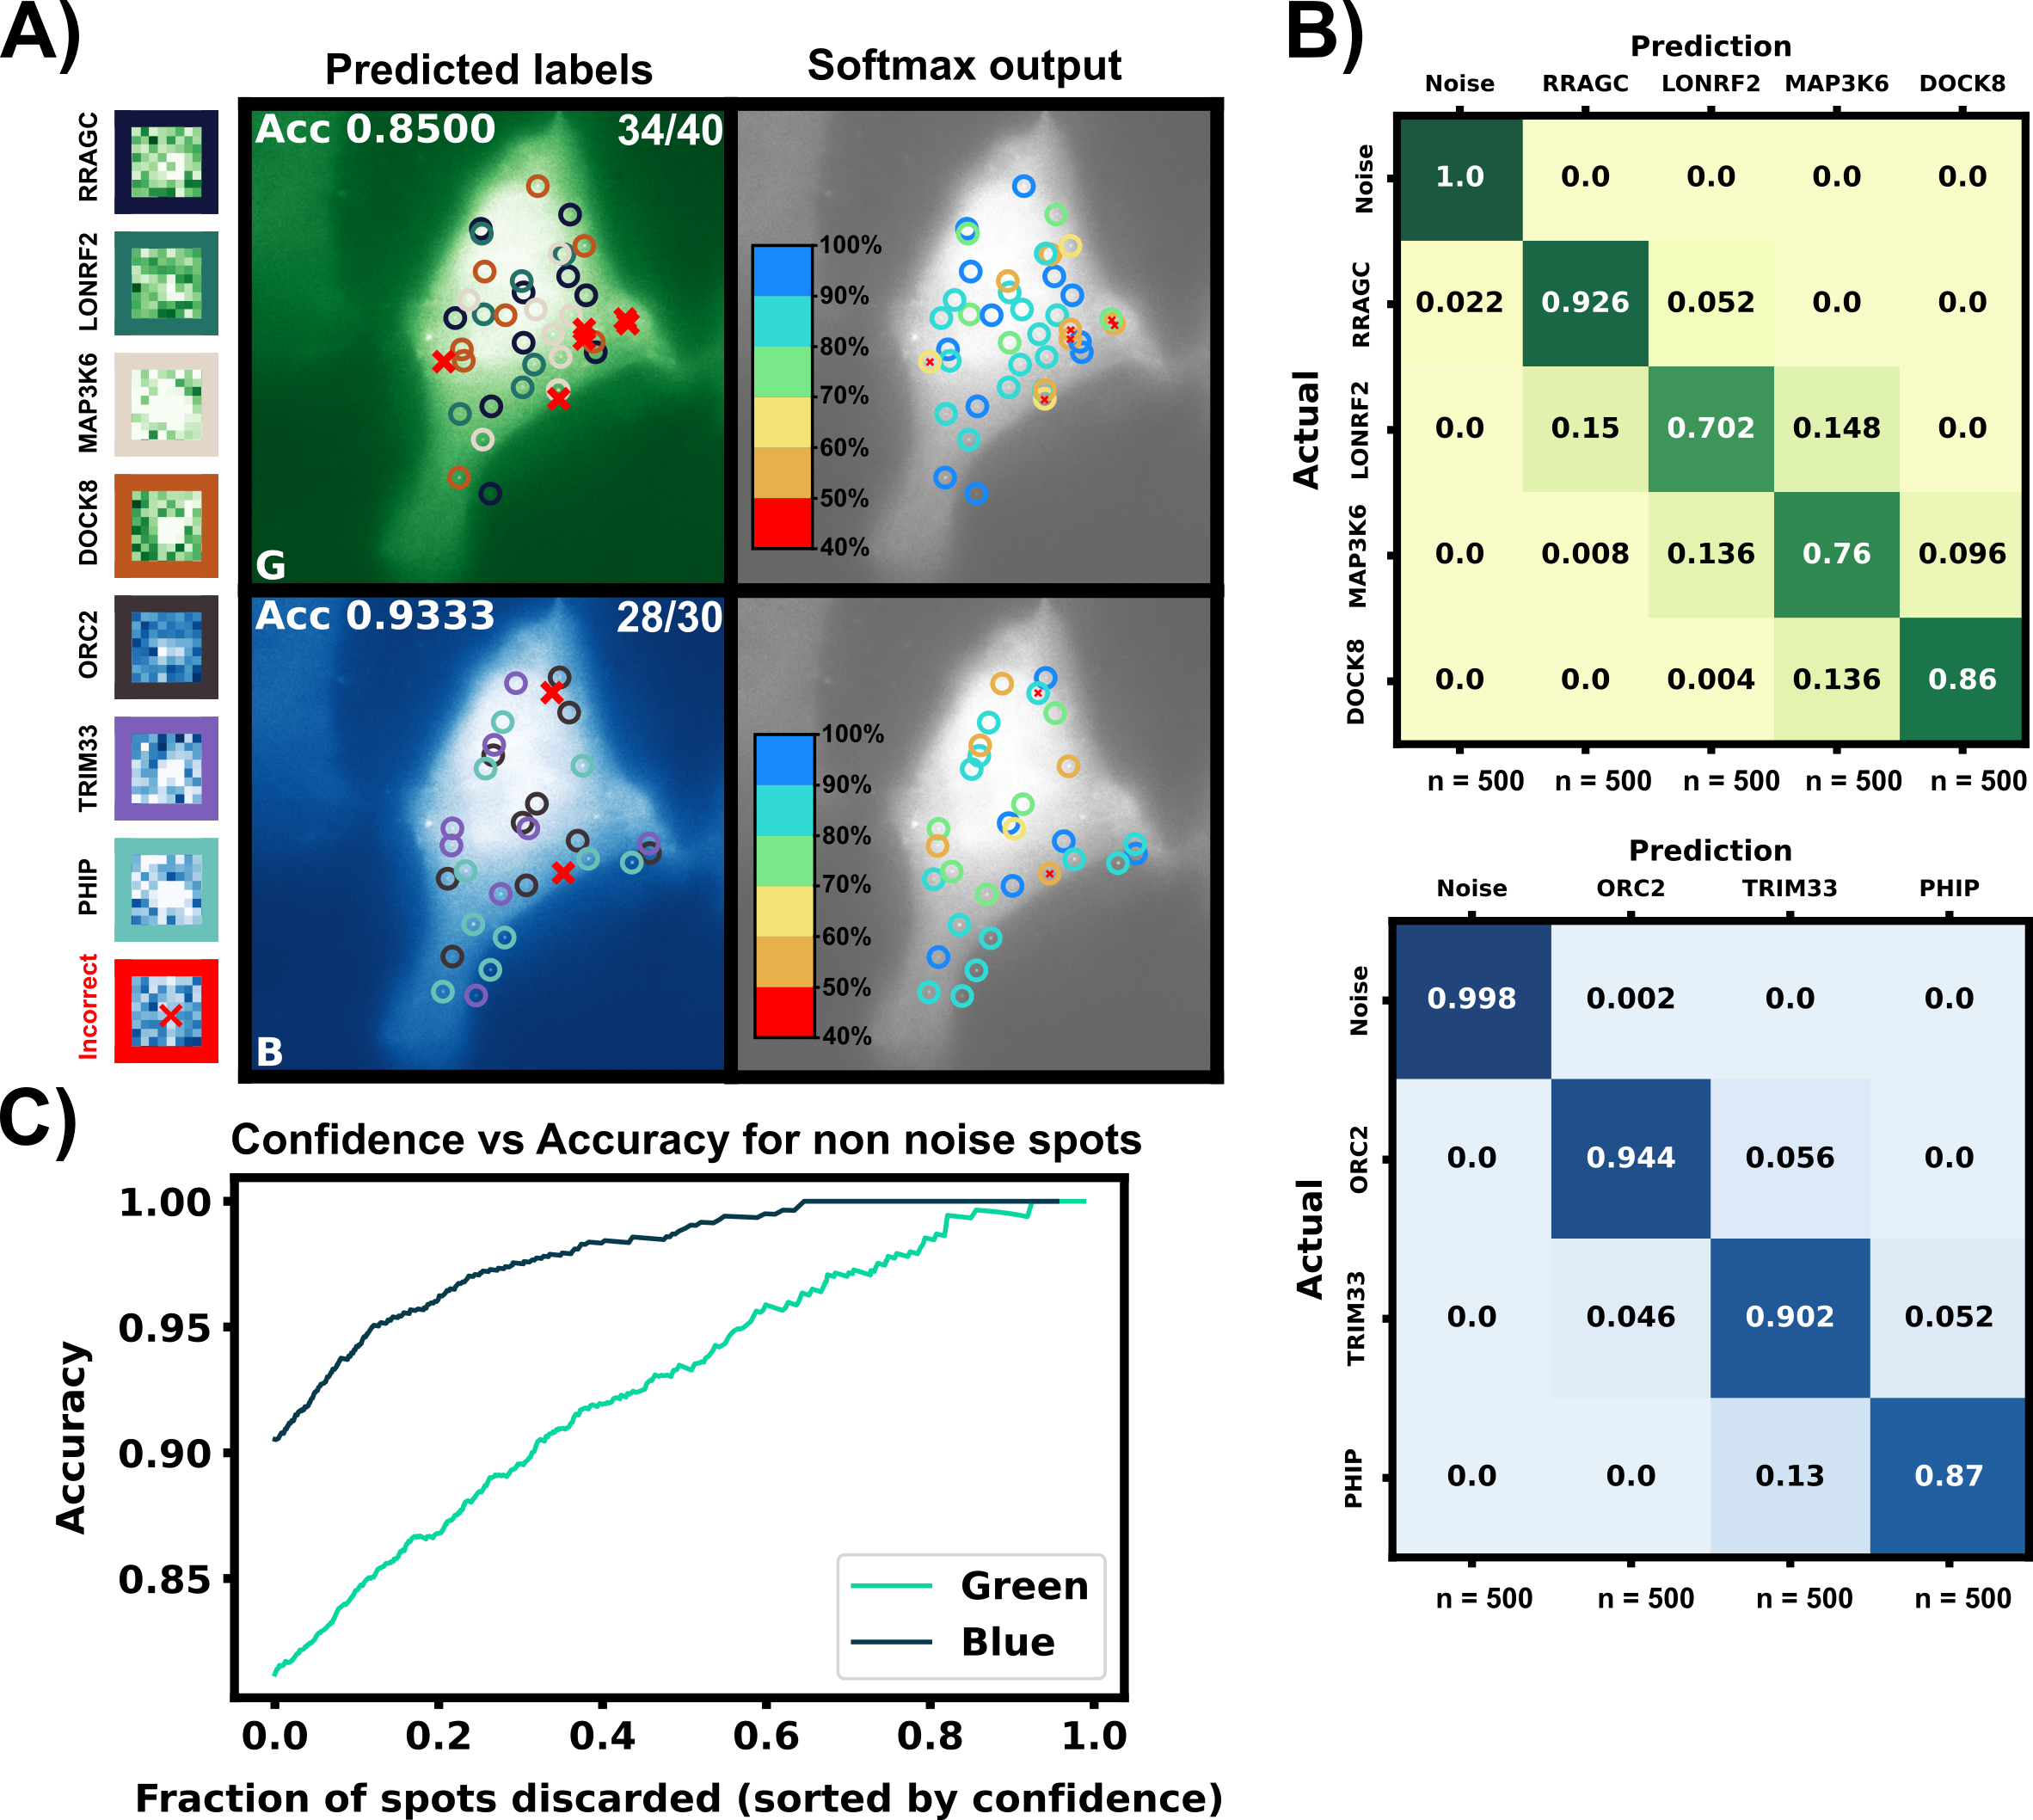 A)
Predicted labels
Softmax output
RRAGC
LONRF2
MAP3K6
DOCK8
ORC2
TRIM33
PHIP
Incorrect
Acc 0.8500
34/40
G
100%
90%
80%
70%
60%
50%
40%
Acc 0.9333
28/30
B
100%
90%
80%
70%
60%
50%
40%
B)
Prediction
Noise RRAGC LONRF2 MAP3K6 DOCK8
Actual
Noise 1.0 0.0 0.0 0.0 0.0
RRAGC 0.022 0.926 0.052 0.0 0.0
LONRF2 0.0 0.15 0.702 0.148 0.0
MAP3K6 0.0 0.008 0.136 0.76 0.096
DOCK8 0.0 0.0 0.004 0.136 0.86
n = 500 n = 500 n = 500 n = 500 n = 500
Prediction
Noise ORC2 TRIM33 PHIP
Actual
Noise 0.998 0.002 0.0 0.0
ORC2 0.0 0.944 0.056 0.0
TRIM33 0.0 0.046 0.902 0.052
PHIP 0.0 0.0 0.13 0.87
n = 500 n = 500 n = 500 n = 500
C)
Confidence vs Accuracy for non noise spots
Accuracy
1.00
0.95
0.90
0.85
Green
Blue
0.0 0.2 0.4 0.6 0.8 1.0
Fraction of spots discarded (sorted by confidence)